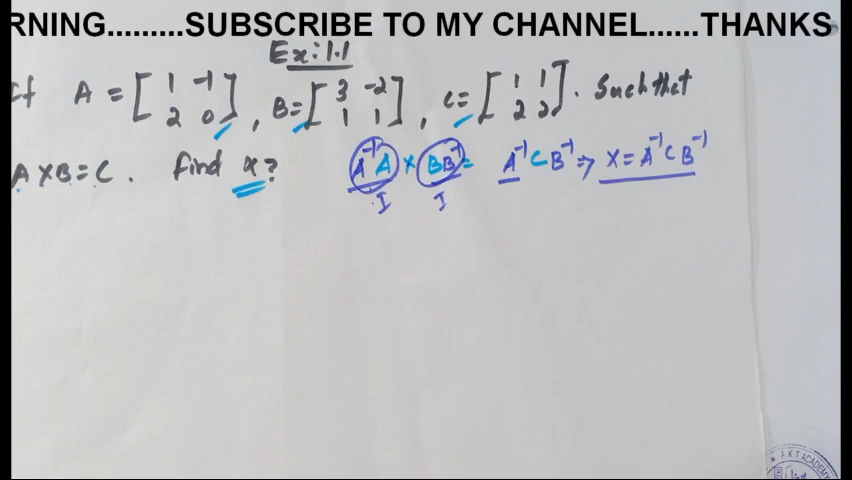 RNING.........SUBSCRIBE TO MY CHANNEL......THANKS
Ex:1.1
If A = [1 -1 2 0], B = [3 -2 1 1], C = [1 1 2 2]. Such that
A X B = C. Find x? A⁻¹A X BB⁻¹ = A⁻¹CB⁻¹ ⇒ X = A⁻¹CB⁻¹
I I
A K T ACADEMY